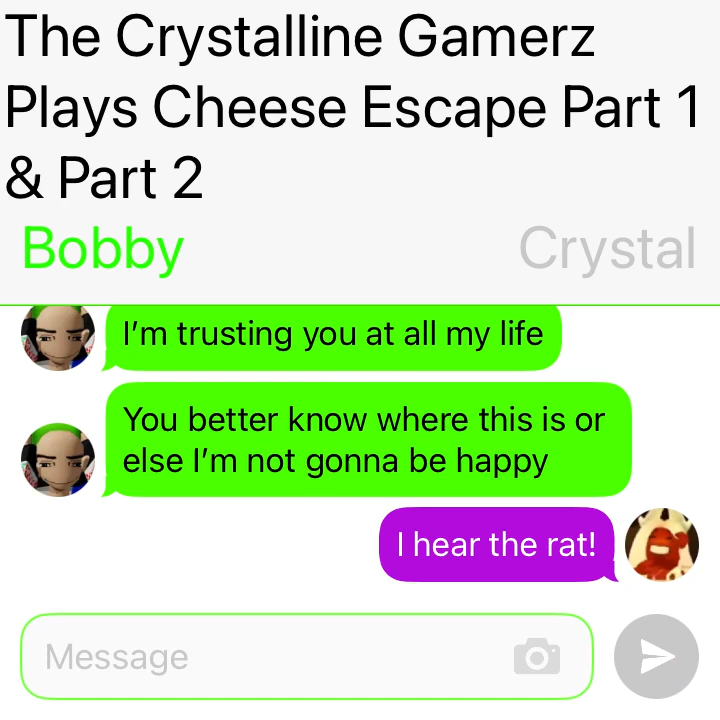 The Crystalline Gamerz
Plays Cheese Escape Part 1
& Part 2
Bobby
Crystal
I’m trusting you at all my life
You better know where this is or
else I’m not gonna be happy
I hear the rat!
Message